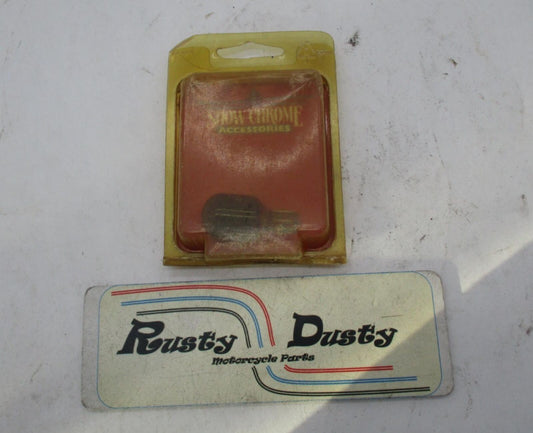 SHOW CHROME
ACCESSORIES
Rusty Dusty
Motorcycle Parts